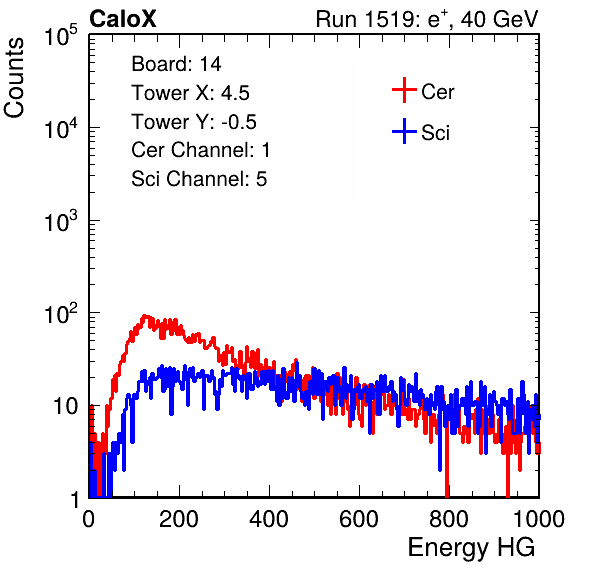 CaloX Run 1519: e⁺, 40 GeV
Counts
10⁵
10⁴
10³
10²
10
1
Board: 14
Tower X: 4.5
Tower Y: -0.5
Cer Channel: 1
Sci Channel: 5
Cer
Sci
0 200 400 600 800 1000
Energy HG